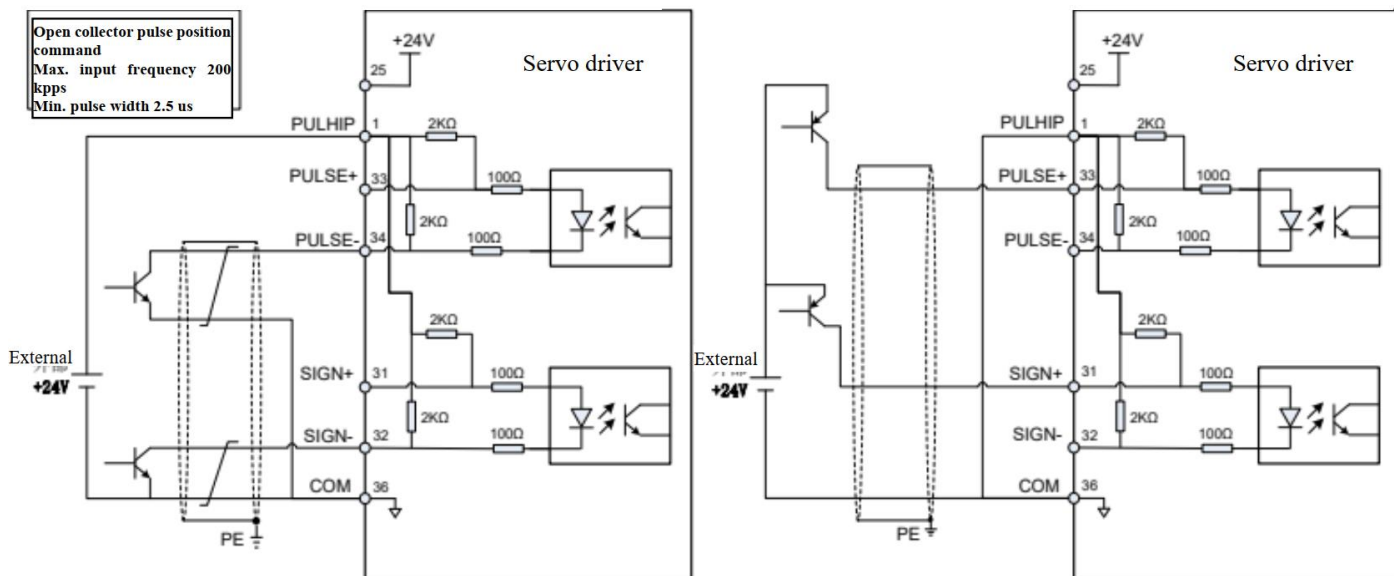 Open collector pulse position
command
Max. input frequency 200
kpps
Min. pulse width 2.5 us
+24V
25
Servo driver
PULHIP
1
2KΩ
PULSE+
33
100Ω
2KΩ
PULSE-
34
100Ω
2KΩ
External
+24V
SIGN+
31
100Ω
2KΩ
SIGN-
32
100Ω
COM
36
PE
+24V
25
Servo driver
PULHIP
1
2KΩ
PULSE+
33
100Ω
2KΩ
PULSE-
34
100Ω
2KΩ
External
+24V
SIGN+
31
100Ω
2KΩ
SIGN-
32
100Ω
COM
36
PE